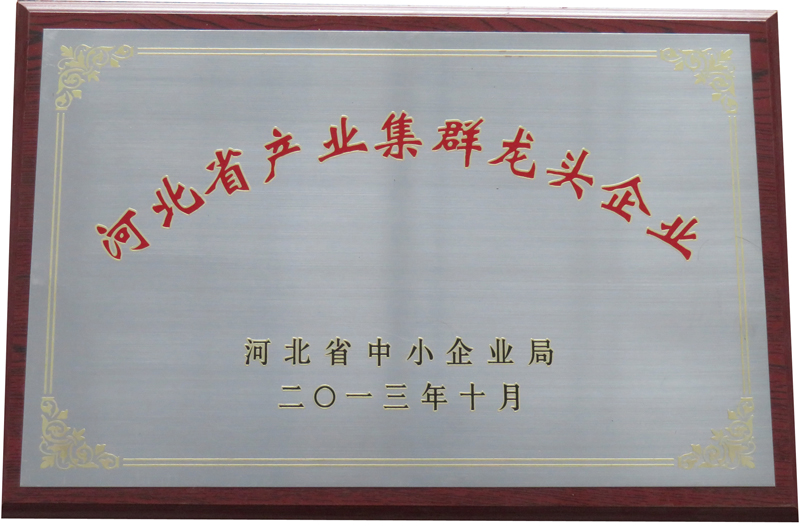 河北省产业集群龙头企业
河北省中小企业局
二〇一三年十月